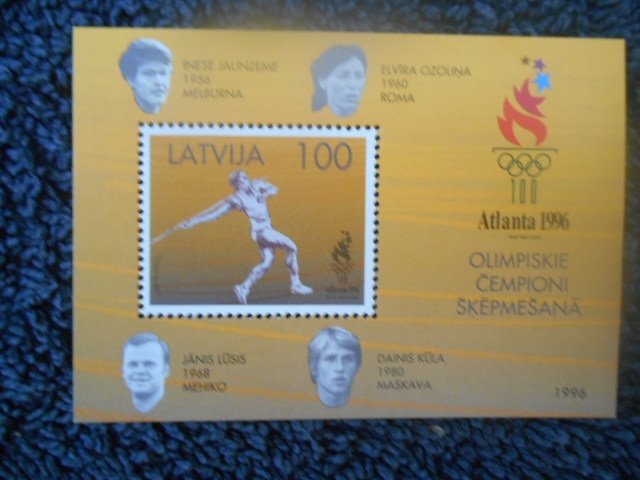 INESE JAUNZEME
1956
MELBURNA
ELVĪRA OZOLIŅA
1960
ROMA
LATVIJA 100
100
Atlanta 1996
OLIMPISKIE
ČEMPIONI
ŠĶĒPMEŠANĀ
JĀNIS LŪSIS
1968
MEHIKO
DAINIS KŪLA
1980
MASKAVA
1996